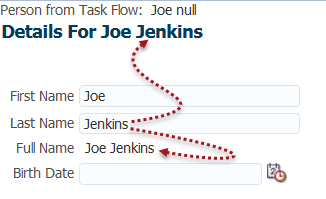 Person from Task Flow: Joe null
Details For Joe Jenkins
First Name Joe
Last Name Jenkins
Full Name Joe Jenkins
Birth Date